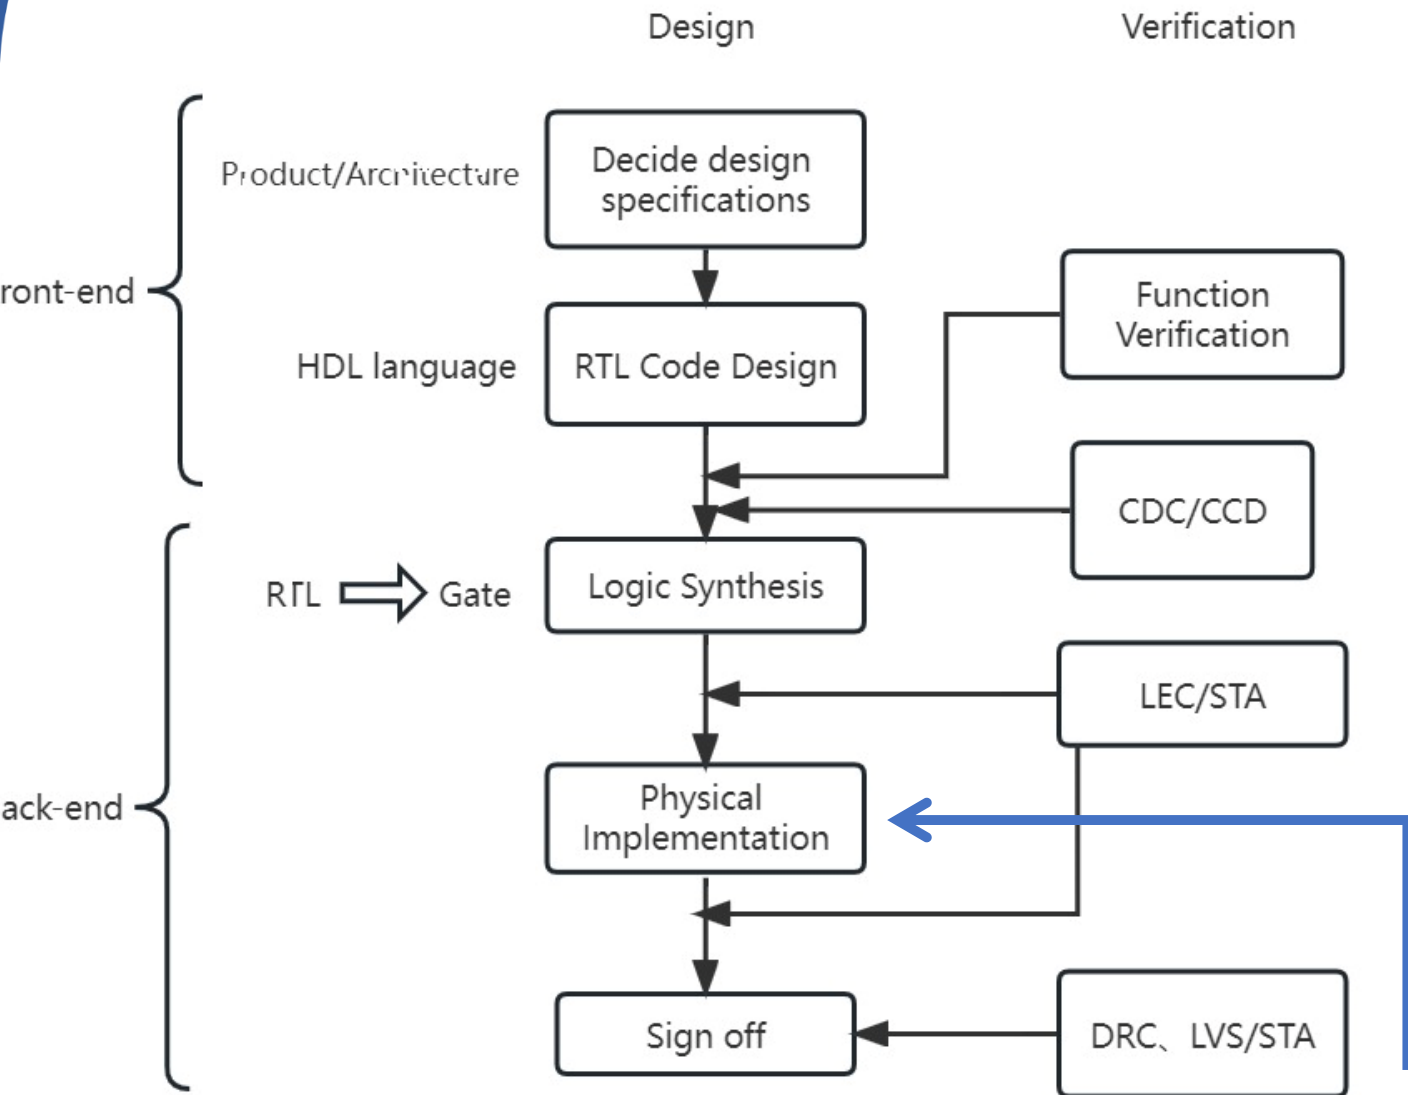 Design
Verification
Product/Architecture
Decide design
specifications
ront-end
Function
Verification
HDL language
RTL Code Design
CDC/CCD
RTL
Gate
Logic Synthesis
LEC/STA
ack-end
Physical
Implementation
Sign off
DRC、LVS/STA